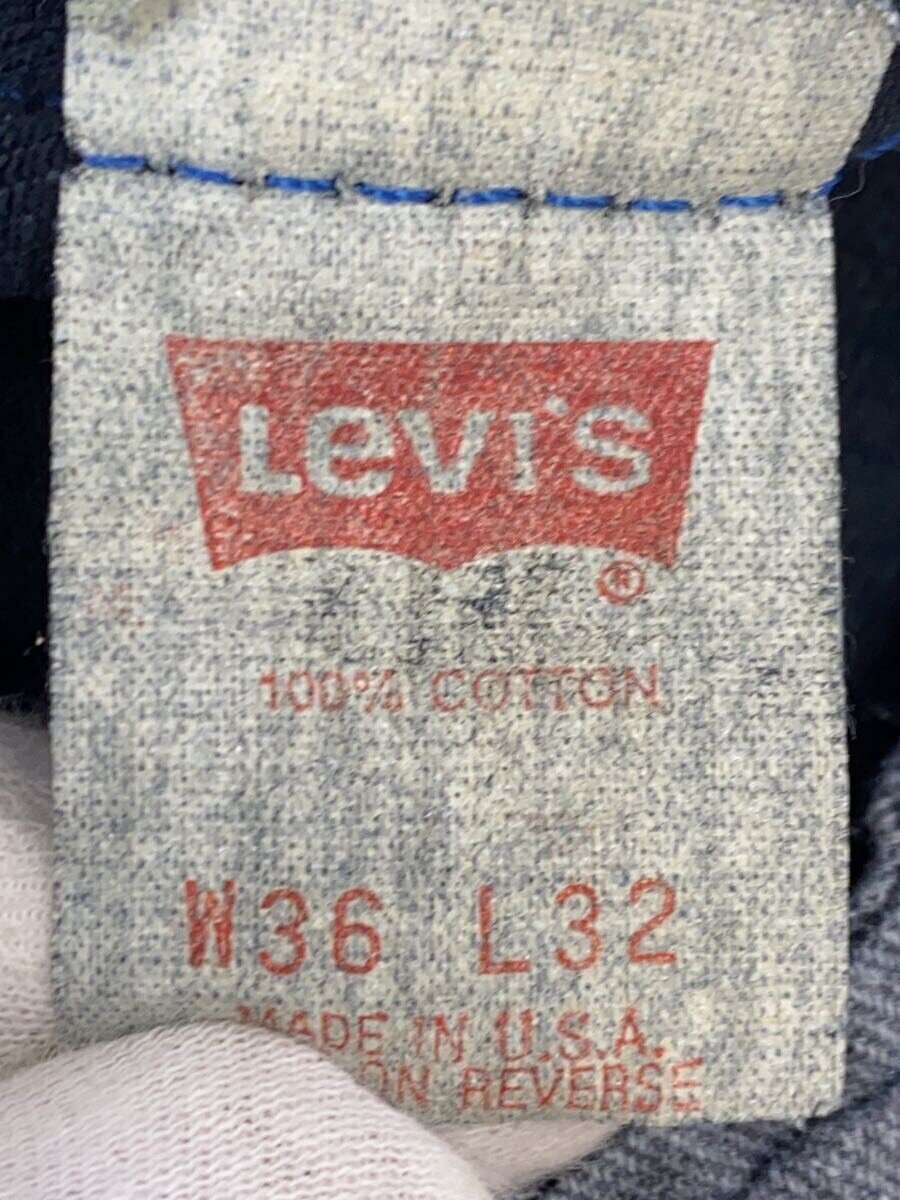 Levi's
®
100% COTTON
W36 L32
MADE IN U.S.A.
ON REVERSE